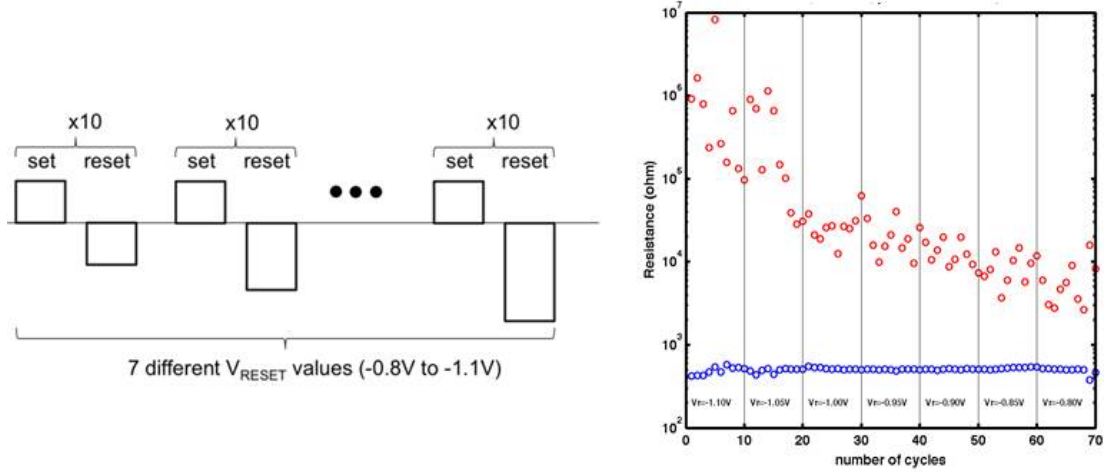 x10
x10
x10
set reset
set reset
set reset
7 different VRESET values (-0.8V to -1.1V)
10^7
10^6
10^5
10^4
10^3
10^2
Resistance (ohm)
Vr=-1.10V Vr=-1.05V Vr=-1.00V Vr=-0.95V Vr=-0.90V Vr=-0.85V Vr=-0.80V
0 10 20 30 40 50 60 70
number of cycles